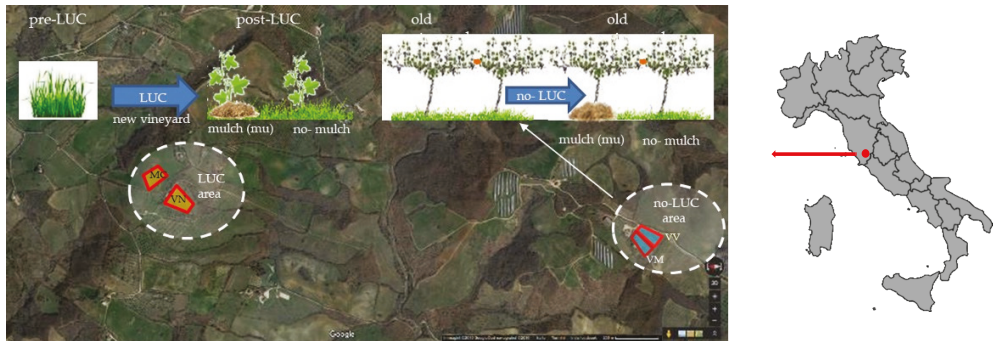 pre-LUC
post-LUC
old
old
LUC
new vineyard
no- LUC
mulch (mu)
no- mulch
mulch (mu)
no- mulch
MO
LUC
area
VN
no-LUC
area
VV
VM
Google